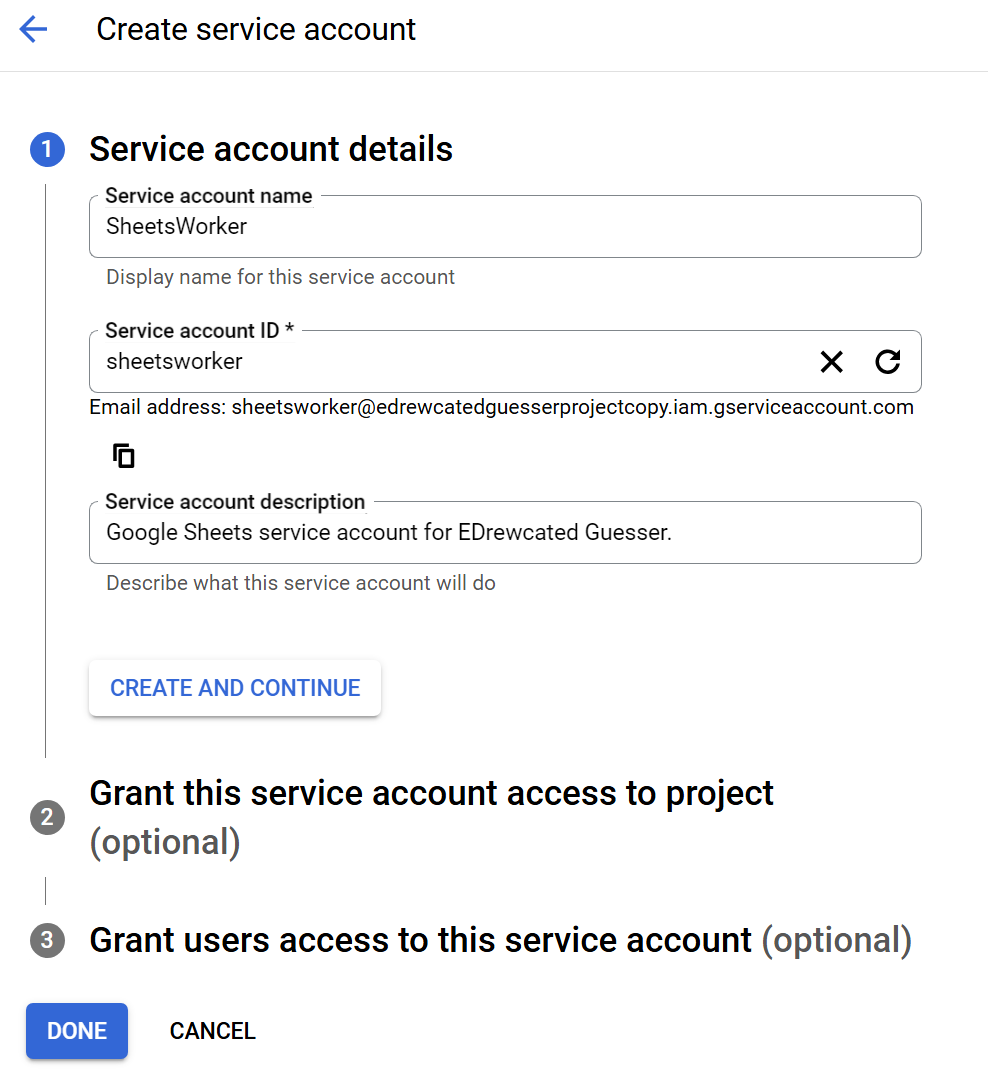 Create service account
1 Service account details
Service account name
SheetsWorker
Display name for this service account
Service account ID *
sheetsworker
Email address: sheetsworker@edrewcatedguesserprojectcopy.iam.gserviceaccount.com
Service account description
Google Sheets service account for EDrewcated Guesser.
Describe what this service account will do
CREATE AND CONTINUE
2 Grant this service account access to project
(optional)
3 Grant users access to this service account (optional)
DONE CANCEL